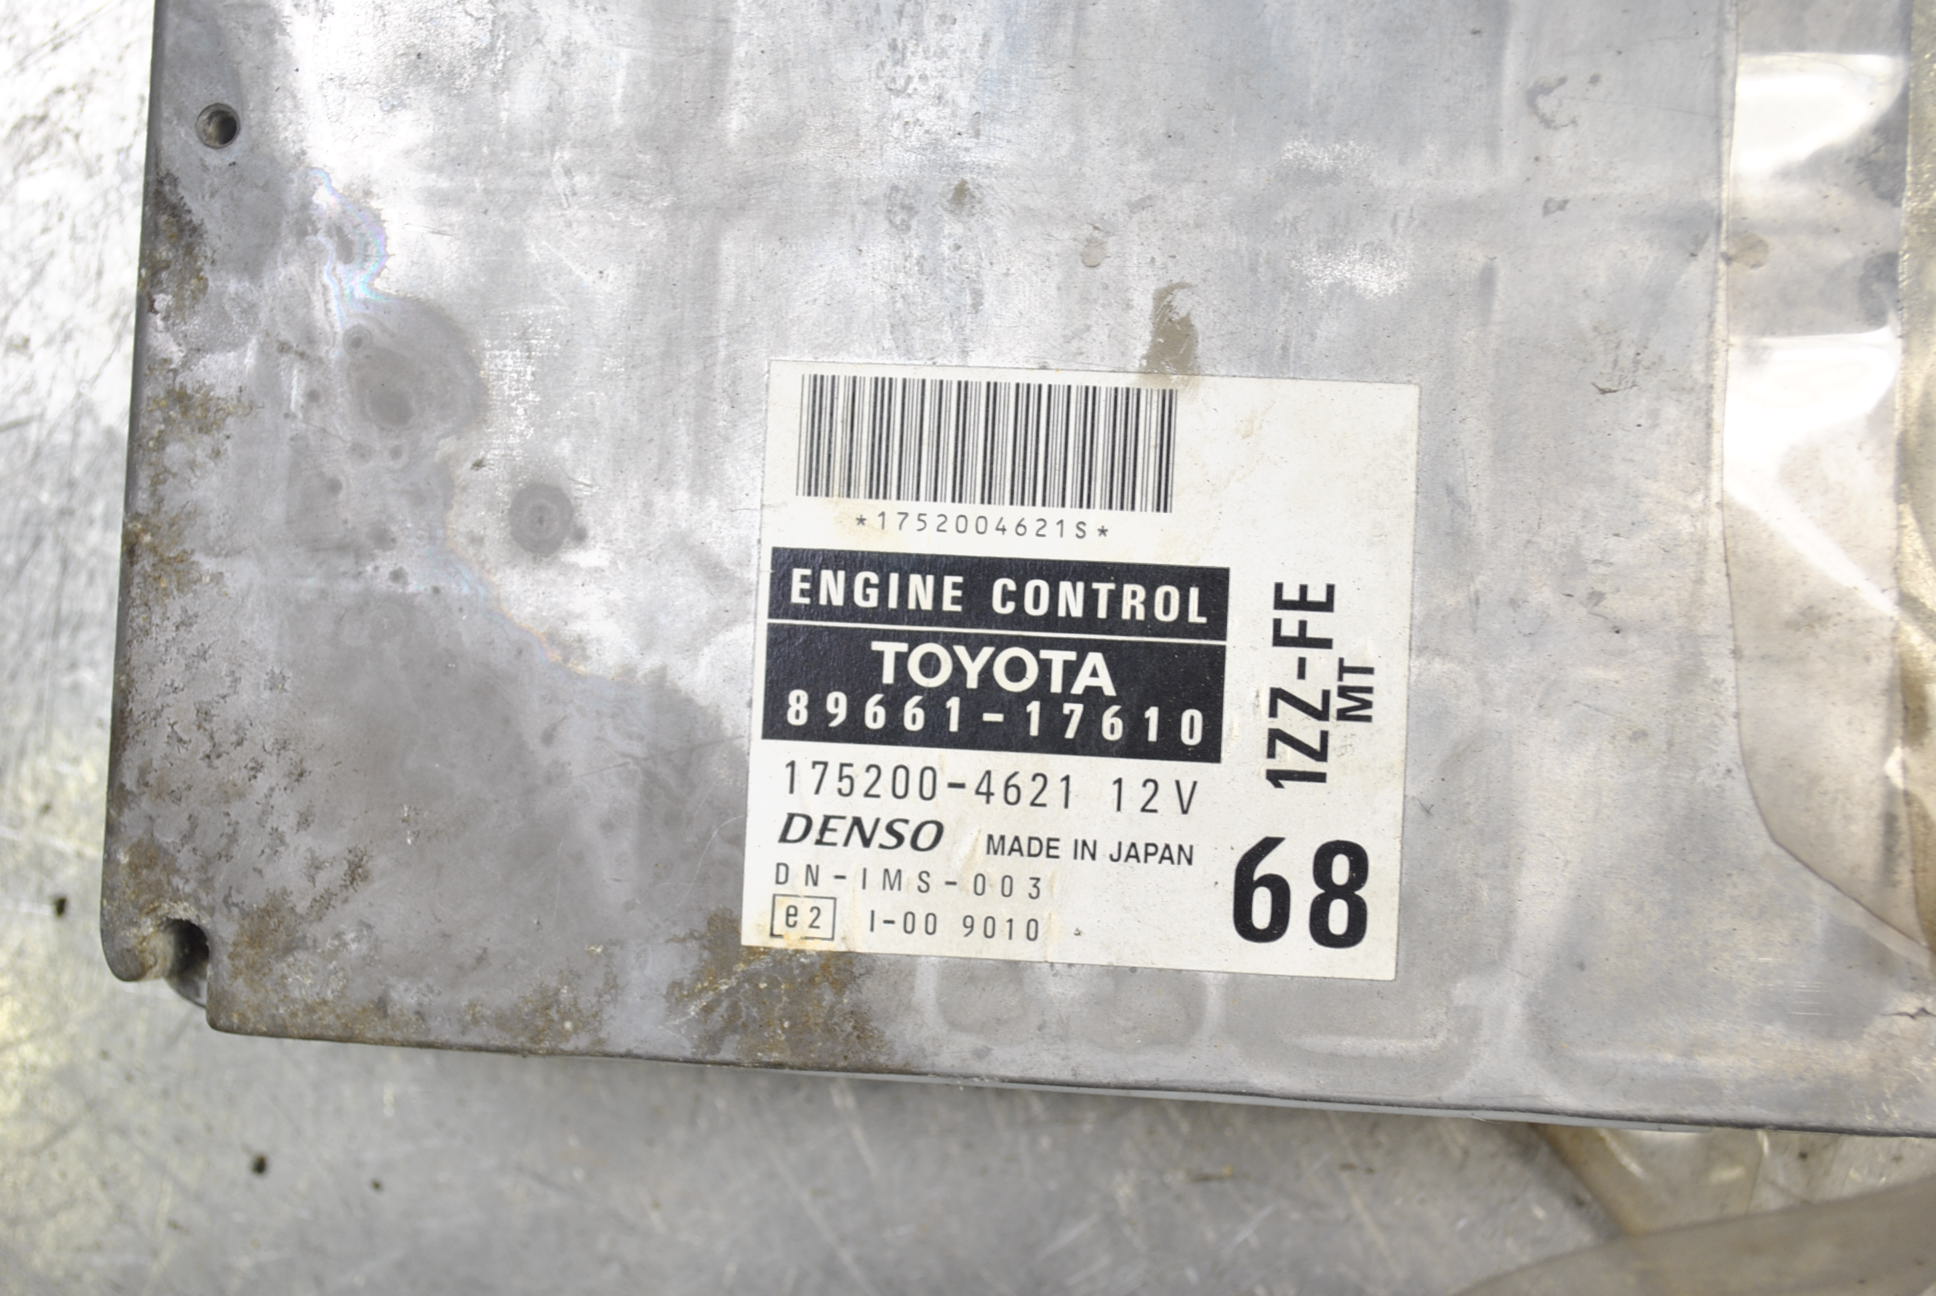 *1752004621S*
ENGINE CONTROL
TOYOTA
89661-17610
175200-4621 12V
DENSO MADE IN JAPAN
DN-IMS-003
e2 I-00 9010
1ZZ-FE
MT
68